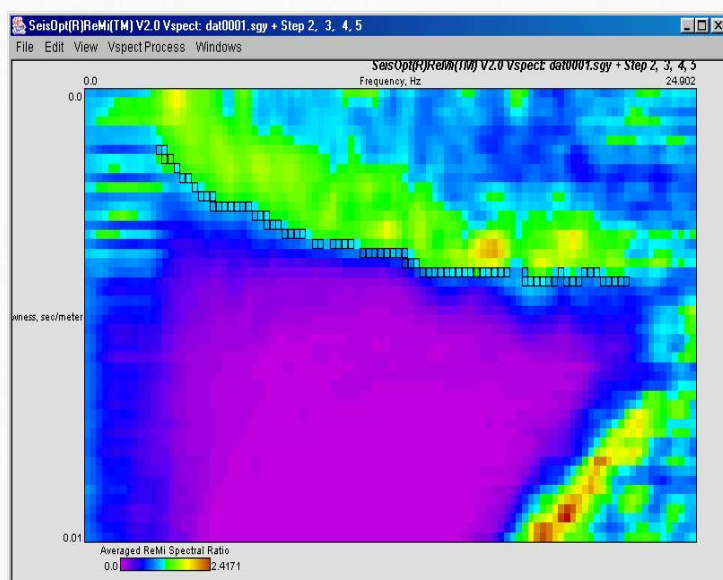 SeisOpt(R)ReMi(TM) V2.0 Vspect: dat0001.sgy + Step 2, 3, 4, 5
File Edit View Vspect Process Windows
SeisOpt(R)ReMi(TM) V2.0 Vspect: dat0001.sgy + Step 2, 3, 4, 5
0.0 Frequency, Hz 24.902
0.0
wness, sec/meter
0.01
Averaged ReMi Spectral Ratio
0.0 2.4171